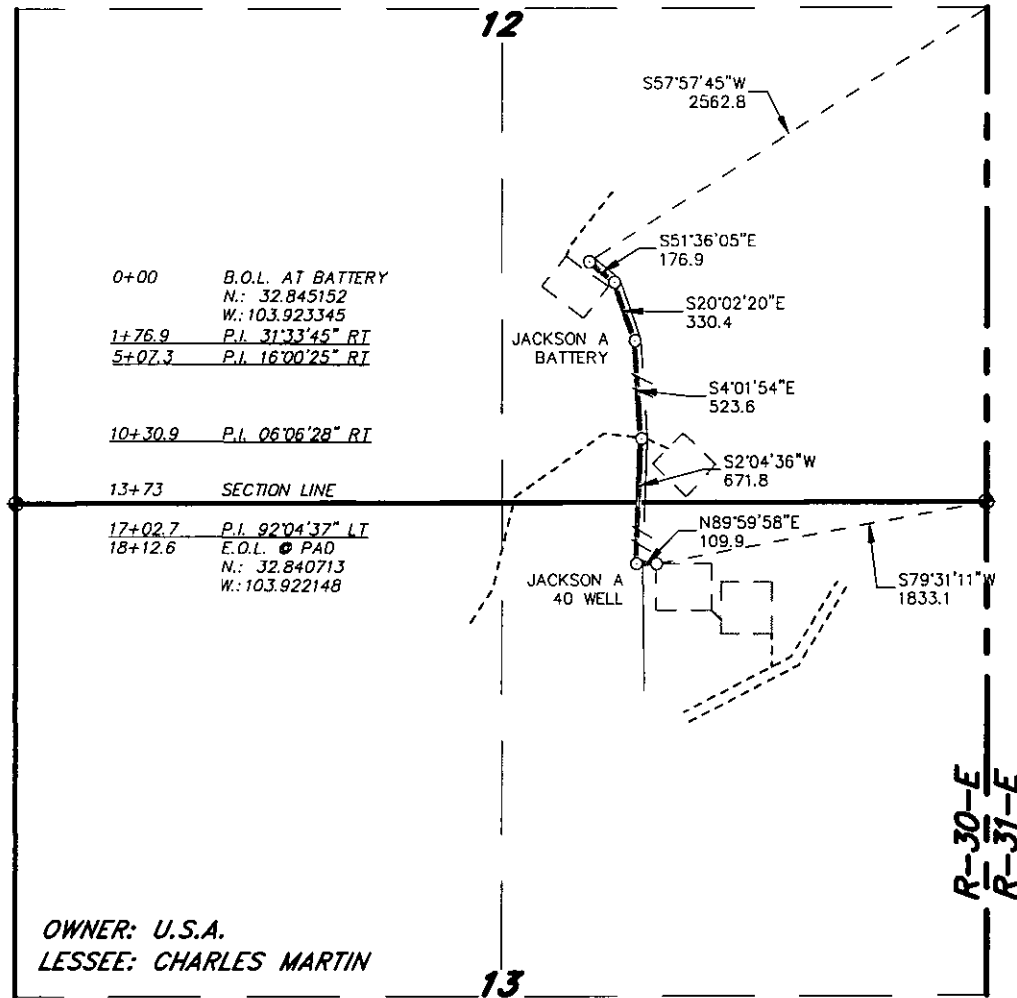 12
S57°57'45"W
2562.8
S51°36'05"E
176.9
0+00 B.O.L. AT BATTERY
N.: 32.845152
W.: 103.923345
1+76.9 P.I. 31°33'45" RT
5+07.3 P.I. 16°00'25" RT
S20°02'20"E
330.4
JACKSON A
BATTERY
S4°01'54"E
523.6
10+30.9 P.I. 06°06'28" RT
S2°04'36"W
671.8
13+73 SECTION LINE
17+02.7 P.I. 92°04'37" LT
18+12.6 E.O.L. @ PAD
N.: 32.840713
W.: 103.922148
N89°59'58"E
109.9
JACKSON A
40 WELL
S79°31'11"W
1833.1
R-30-E
R-31-E
OWNER: U.S.A.
LESSEE: CHARLES MARTIN
13